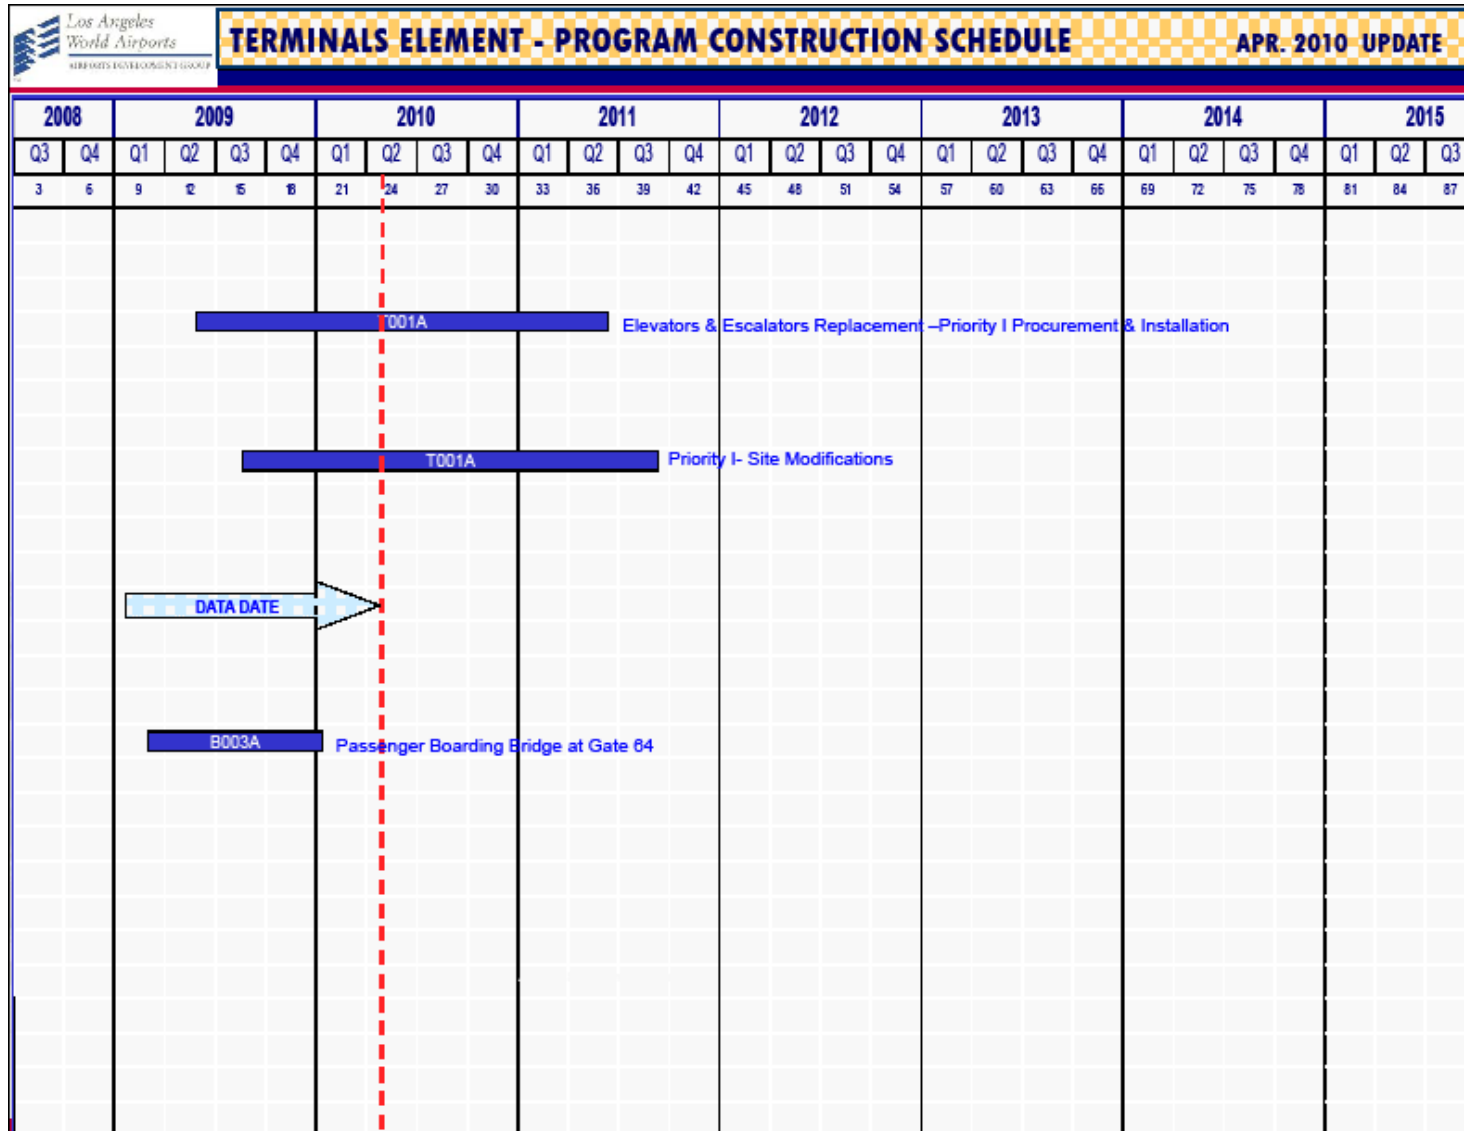 Los Angeles
World Airports
AIRPORTS DEVELOPMENT GROUP
TERMINALS ELEMENT - PROGRAM CONSTRUCTION SCHEDULE APR. 2010 UPDATE
2008 2009 2010 2011 2012 2013 2014 2015
Q3 Q4 Q1 Q2 Q3 Q4 Q1 Q2 Q3 Q4 Q1 Q2 Q3 Q4 Q1 Q2 Q3 Q4 Q1 Q2 Q3 Q4 Q1 Q2 Q3 Q4 Q1 Q2 Q3
3 6 9 12 15 18 21 24 27 30 33 36 39 42 45 48 51 54 57 60 63 66 69 72 75 78 81 84 87
T001A Elevators & Escalators Replacement –Priority I Procurement & Installation
T001A Priority I- Site Modifications
DATA DATE
B003A Passenger Boarding Bridge at Gate 64